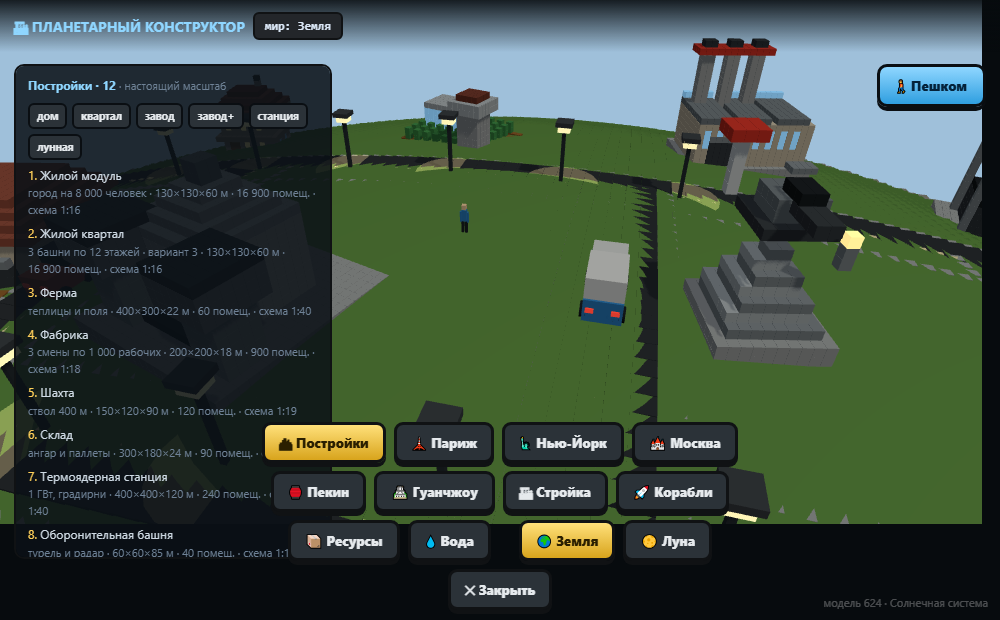 ПЛАНЕТАРНЫЙ КОНСТРУКТОР
мир: Земля
Постройки · 12 · настоящий масштаб
дом квартал завод завод+ станция
лунная
1. Жилой модуль
город на 8 000 человек · 130×130×60 м · 16 900 помещ. ·
схема 1:16
2. Жилой квартал
3 башни по 12 этажей · вариант 3 · 130×130×60 м ·
16 900 помещ. · схема 1:16
3. Ферма
теплицы и поля · 400×300×22 м · 60 помещ. · схема 1:40
4. Фабрика
3 смены по 1 000 рабочих · 200×200×18 м · 900 помещ. ·
схема 1:18
5. Шахта
ствол 400 м · 150×120×90 м · 120 помещ. · схема 1:19
6. Склад
ангар и паллеты · 300×180×24 м · 90 помещ. ·
7. Термоядерная станция
1 ГВт, градирни · 400×400×120 м · 240 помещ. ·
1:40
8. Оборонительная башня
турель и радар · 60×60×85 м · 40 помещ. · схема 1:1
Пешком
Постройки Париж Нью-Йорк Москва
Пекин Гуанчжоу Стройка Корабли
Ресурсы Вода Земля Луна
✕ Закрыть
модель 624 · Солнечная система